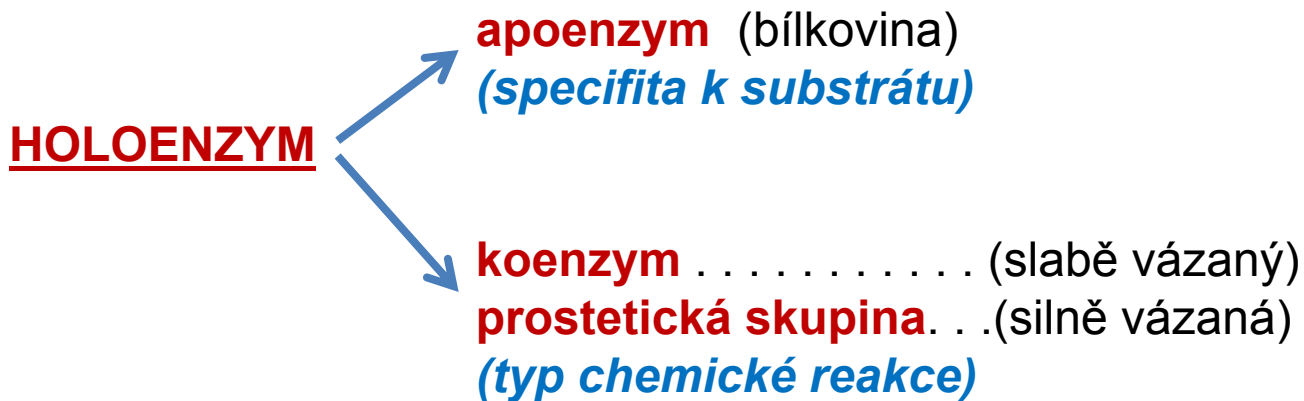 apoenzym (bílkovina)
(specifita k substrátu)
HOLOENZYM
koenzym . . . . . . . . . . . (slabě vázaný)
prostetická skupina. . .(silně vázaná)
(typ chemické reakce)